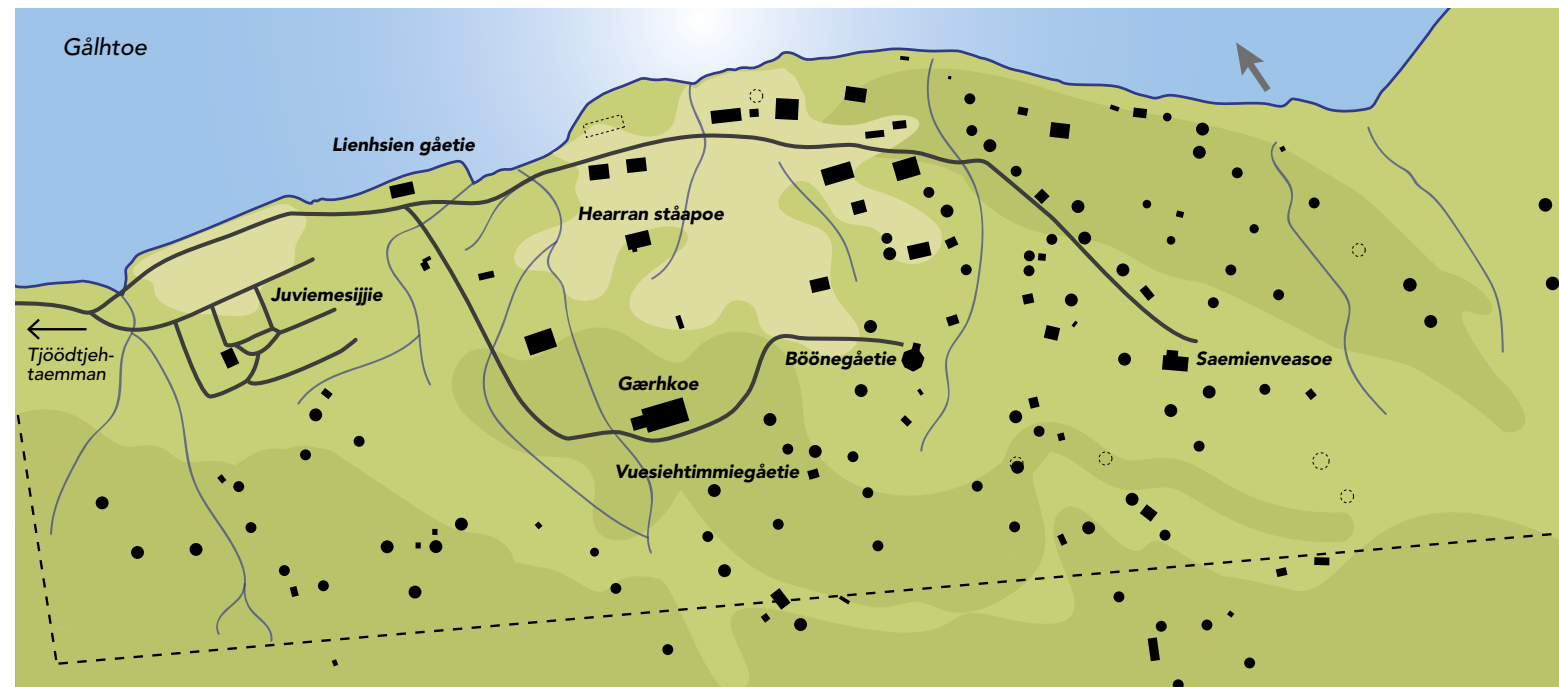 Gålhtoe
Lienhsien gåetie
Hearran ståapoe
Juviemesijjie
Tjöödtjeh-
taemman
Böönegåetie
Saemienveasoe
Gærhkoe
Vuesiehtimmiegåetie